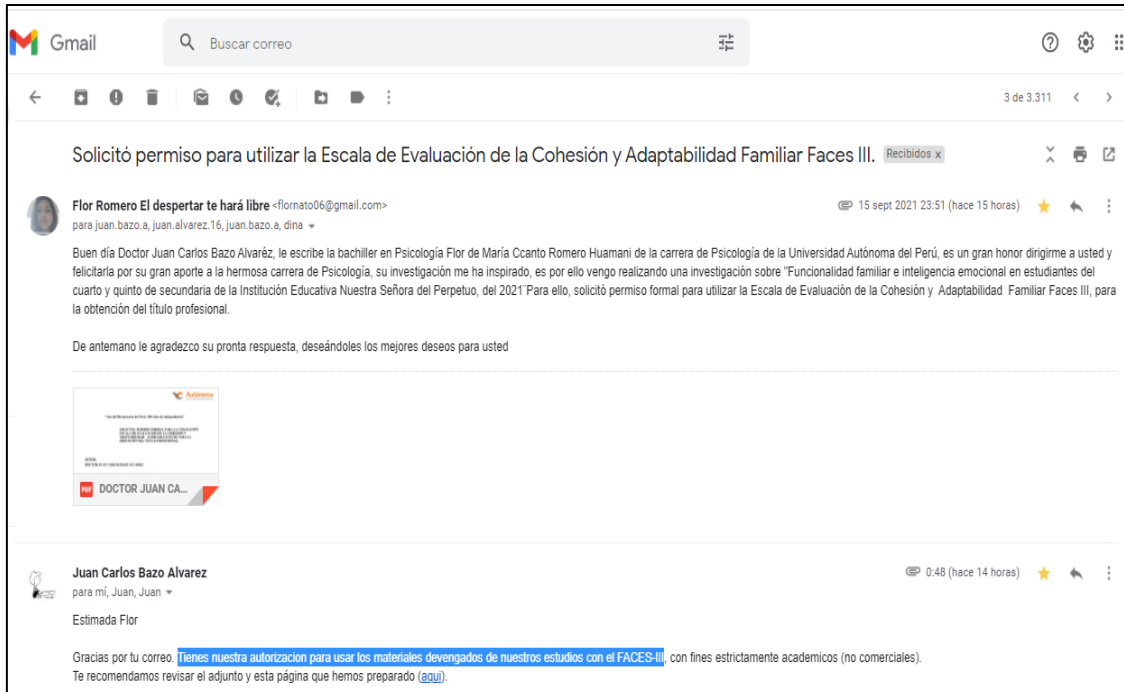 Gmail
Buscar correo
3 de 3.311
Solicitó permiso para utilizar la Escala de Evaluación de la Cohesión y Adaptabilidad Familiar Faces III. Recibidos x
Flor Romero El despertar te hará libre <flornato06@gmail.com>
15 sept 2021 23:51 (hace 15 horas)
para juan.bazo.a, juan.alvarez.16, juan.bazo.a, dina
Buen día Doctor Juan Carlos Bazo Alvaréz, le escribe la bachiller en Psicología Flor de María Ccanto Romero Huamani de la carrera de Psicología de la Universidad Autónoma del Perú, es un gran honor dirigirme a usted y
felicitarla por su gran aporte a la hermosa carrera de Psicología, su investigación me ha inspirado, es por ello vengo realizando una investigación sobre "Funcionalidad familiar e inteligencia emocional en estudiantes del
cuarto y quinto de secundaria de la Institución Educativa Nuestra Señora del Perpetuo, del 2021¨Para ello, solicitó permiso formal para utilizar la Escala de Evaluación de la Cohesión y Adaptabilidad Familiar Faces III, para
la obtención del título profesional.
De antemano le agradezco su pronta respuesta, deseándoles los mejores deseos para usted
Autónoma
PDF DOCTOR JUAN CA...
Juan Carlos Bazo Alvarez
0:48 (hace 14 horas)
para mí, Juan, Juan
Estimada Flor
Gracias por tu correo. Tienes nuestra autorizacion para usar los materiales devengados de nuestros estudios con el FACES-III, con fines estrictamente academicos (no comerciales).
Te recomendamos revisar el adjunto y esta página que hemos preparado (aqui).